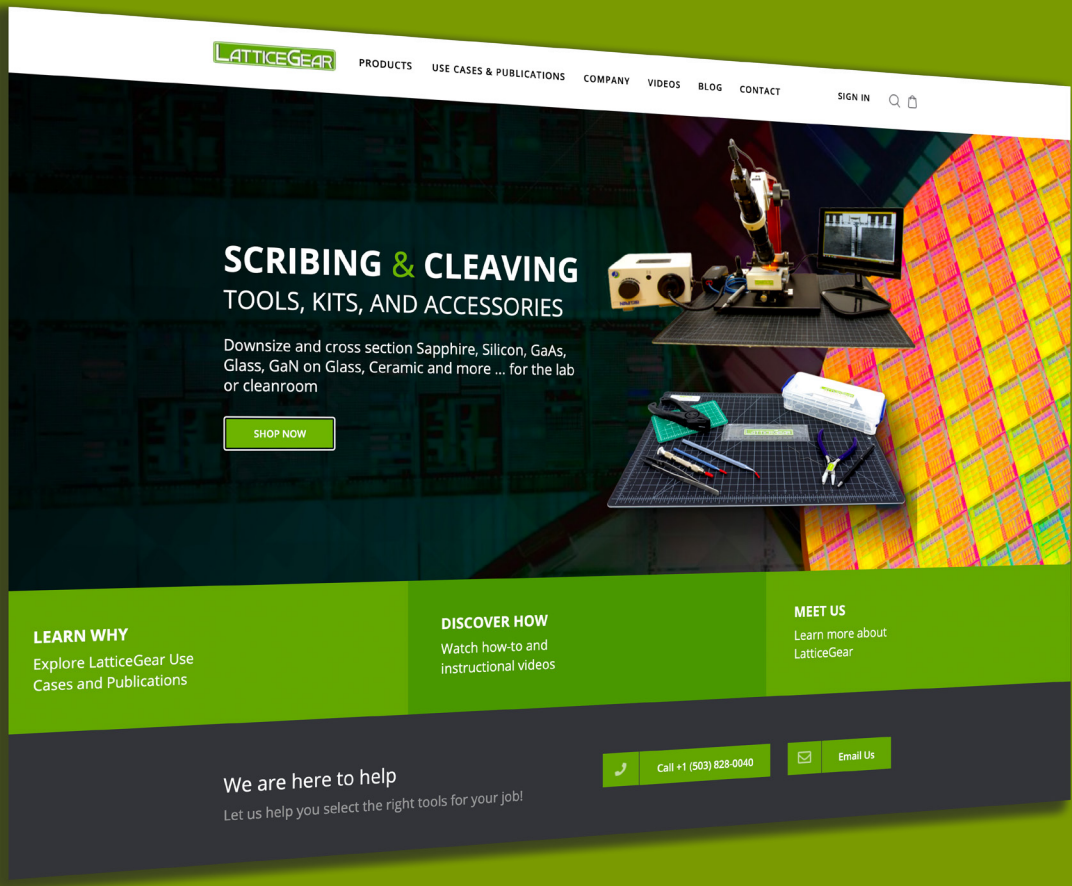 LATTICEGEAR
PRODUCTS USE CASES & PUBLICATIONS COMPANY VIDEOS BLOG CONTACT SIGN IN
SCRIBING & CLEAVING
TOOLS, KITS, AND ACCESSORIES
Downsize and cross section Sapphire, Silicon, GaAs,
Glass, GaN on Glass, Ceramic and more ... for the lab
or cleanroom
SHOP NOW
LEARN WHY
Explore LatticeGear Use
Cases and Publications
DISCOVER HOW
Watch how-to and
instructional videos
MEET US
Learn more about
LatticeGear
We are here to help
Let us help you select the right tools for your job!
Call +1 (503) 828-0040
Email Us